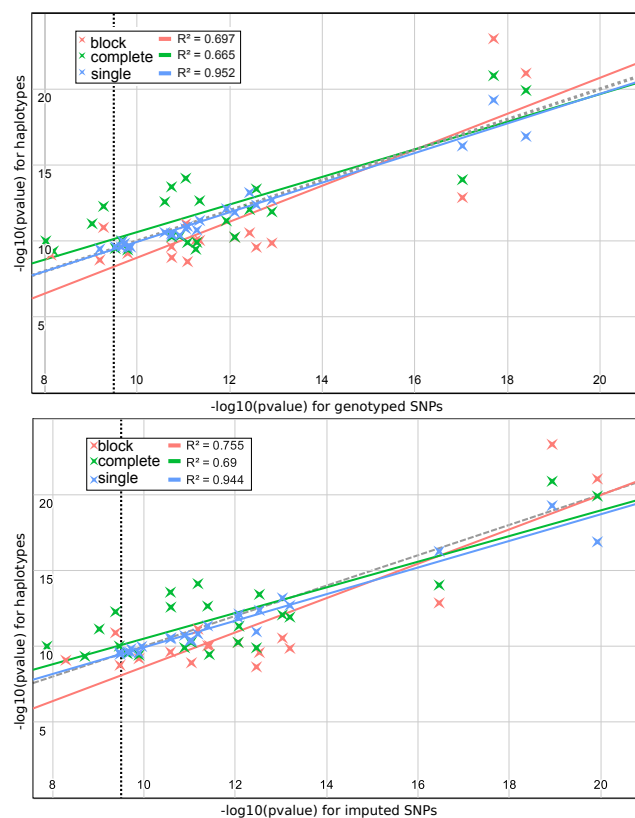 block R² = 0.697
complete R² = 0.665
single R² = 0.952
-log10(pvalue) for haplotypes
20
15
10
5
8 10 12 14 16 18 20
-log10(pvalue) for genotyped SNPs
block R² = 0.755
complete R² = 0.69
single R² = 0.944
-log10(pvalue) for haplotypes
20
15
10
5
8 10 12 14 16 18 20
-log10(pvalue) for imputed SNPs